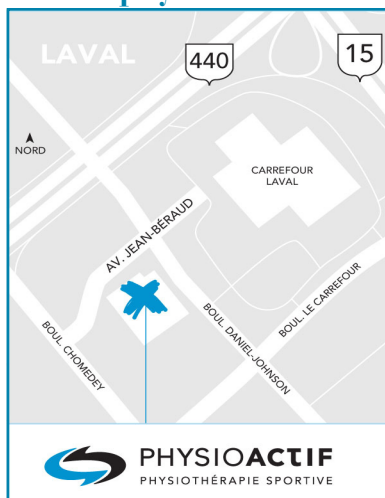 LAVAL
440
15
NORD
CARREFOUR
LAVAL
AV. JEAN-BÉRAUD
BOUL. CHOMEDEY
BOUL. DANIEL-JOHNSON
BOUL. LE CARREFOUR
PHYSIOACTIF
PHYSIOTHÉRAPIE SPORTIVE